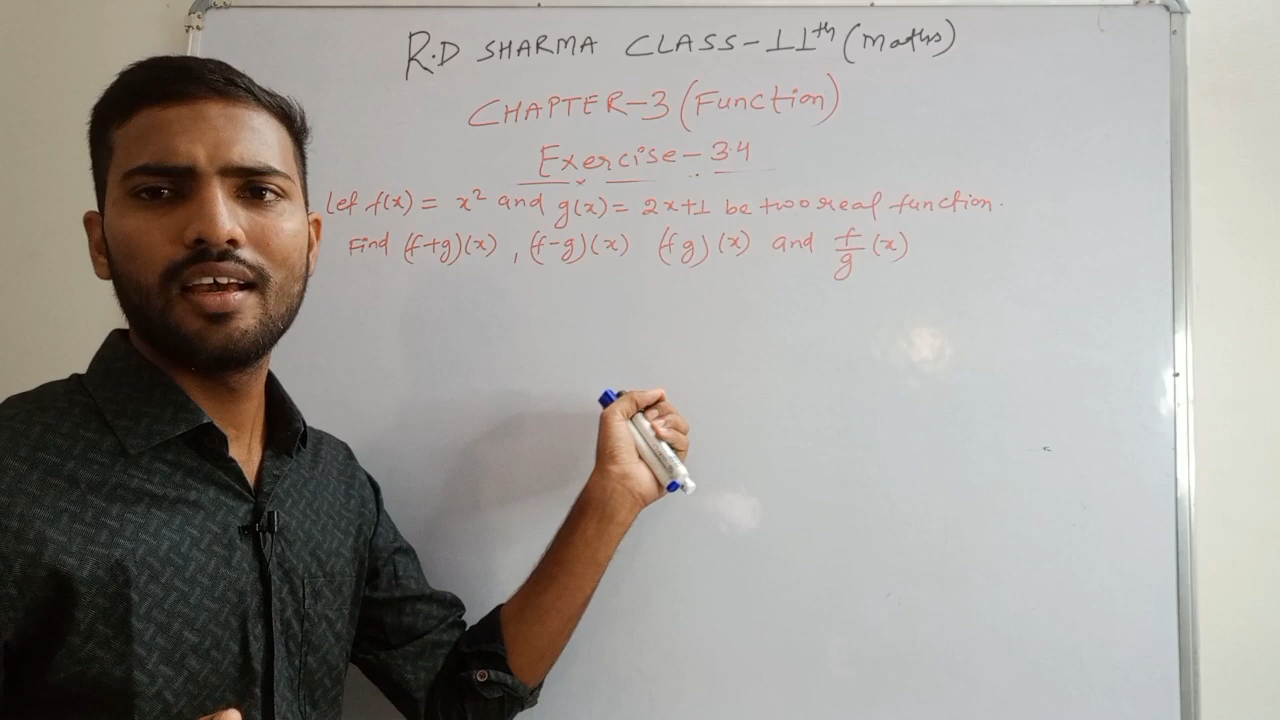 R.D SHARMA CLASS-11th (Maths)
CHAPTER-3 (Function)
Exercise - 3.4
Let f(x) = x² and g(x) = 2x+1 be two real function.
Find (f+g)(x), (f-g)(x) (fg)(x) and f/g (x)